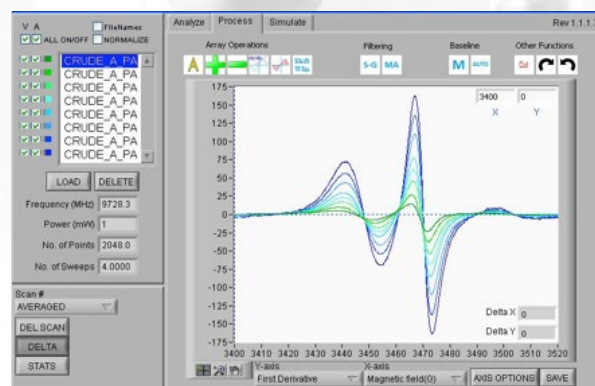 V A
FileNames
ALL ON/OFF
NORMALIZE
CRUDE_A_PA
CRUDE_A_PA
CRUDE_A_PA
CRUDE_A_PA
CRUDE_A_PA
CRUDE_A_PA
CRUDE_A_PA
CRUDE_A_PA
LOAD DELETE
Frequency (MHz) 9728.3
Power (mW) 1
No. of Points 2048.0
No. of Sweeps 4.0000
Scan #
AVERAGED
DEL SCAN
DELTA
STATS
Analyze Process Simulate
Rev 1.1.1.
Array Operations Filtering Baseline Other Functions
A S-G MA M AUTO Cut
3400 0
X Y
175
150
125
100
75
50
25
0
-25
-50
-75
-100
-125
-150
-175
3400 3410 3420 3430 3440 3450 3460 3470 3480 3490 3500 3510 3520
Delta X 0
Delta Y 0
Y-axis X-axis
First Derivative Magnetic field(G) AXIS OPTIONS SAVE